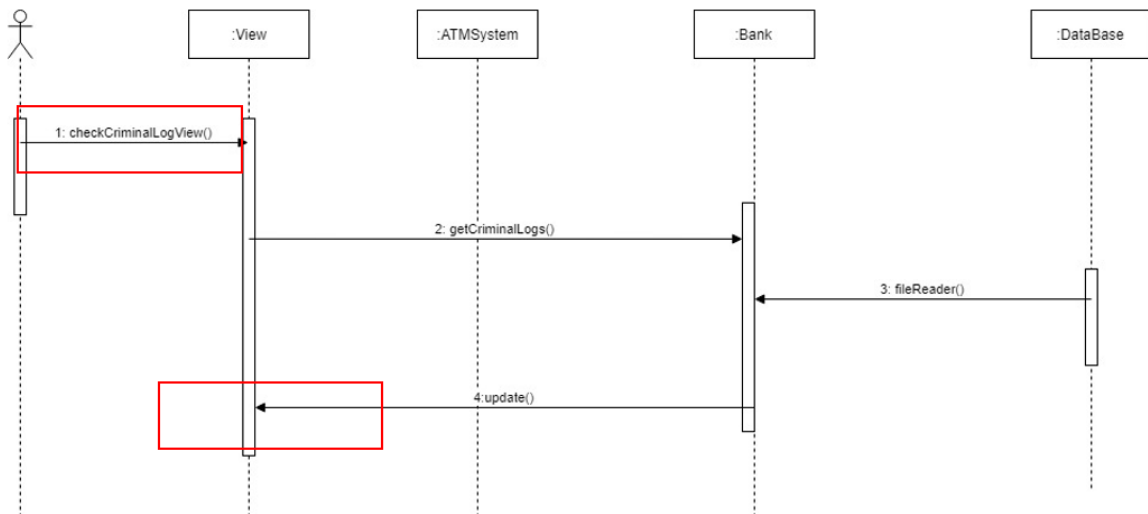 :View
:ATMSystem
:Bank
:DataBase
1: checkCriminalLogView()
2: getCriminalLogs()
3: fileReader()
4:update()